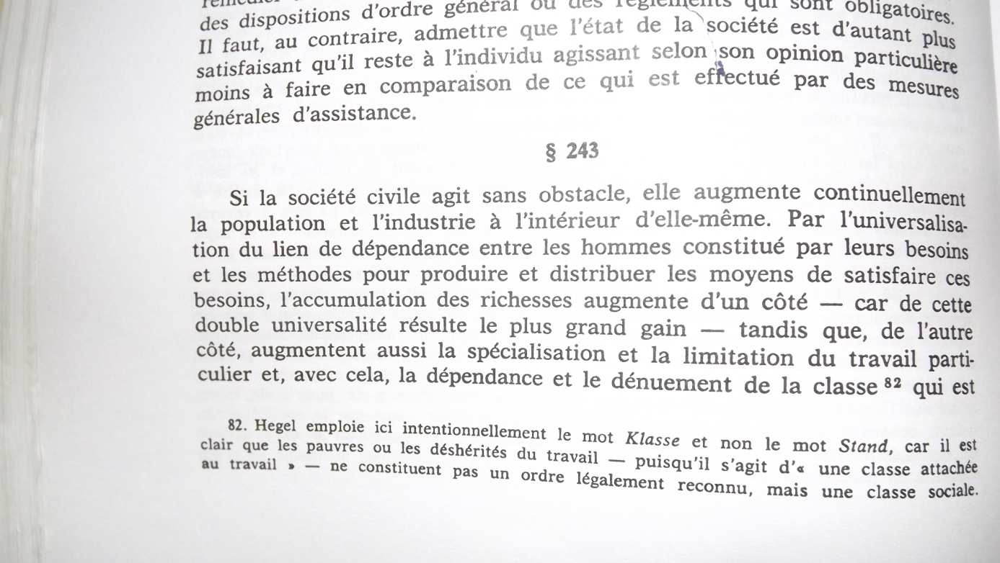 des dispositions d'ordre général ou des règlements qui sont obligatoires.
Il faut, au contraire, admettre que l'état de la société est d'autant plus
satisfaisant qu'il reste à l'individu agissant selon son opinion particulière
moins à faire en comparaison de ce qui est effectué par des mesures
générales d'assistance.
§ 243
Si la société civile agit sans obstacle, elle augmente continuellement
la population et l'industrie à l'intérieur d'elle-même. Par l'universalisa-
tion du lien de dépendance entre les hommes constitué par leurs besoins
et les méthodes pour produire et distribuer les moyens de satisfaire ces
besoins, l'accumulation des richesses augmente d'un côté — car de cette
double universalité résulte le plus grand gain — tandis que, de l'autre
côté, augmentent aussi la spécialisation et la limitation du travail parti-
culier et, avec cela, la dépendance et le dénuement de la classe 82 qui est
82. Hegel emploie ici intentionnellement le mot Klasse et non le mot Stand, car il est
clair que les pauvres ou les déshérités du travail — puisqu'il s'agit d'« une classe attachée
au travail » — ne constituent pas un ordre légalement reconnu, mais une classe sociale.